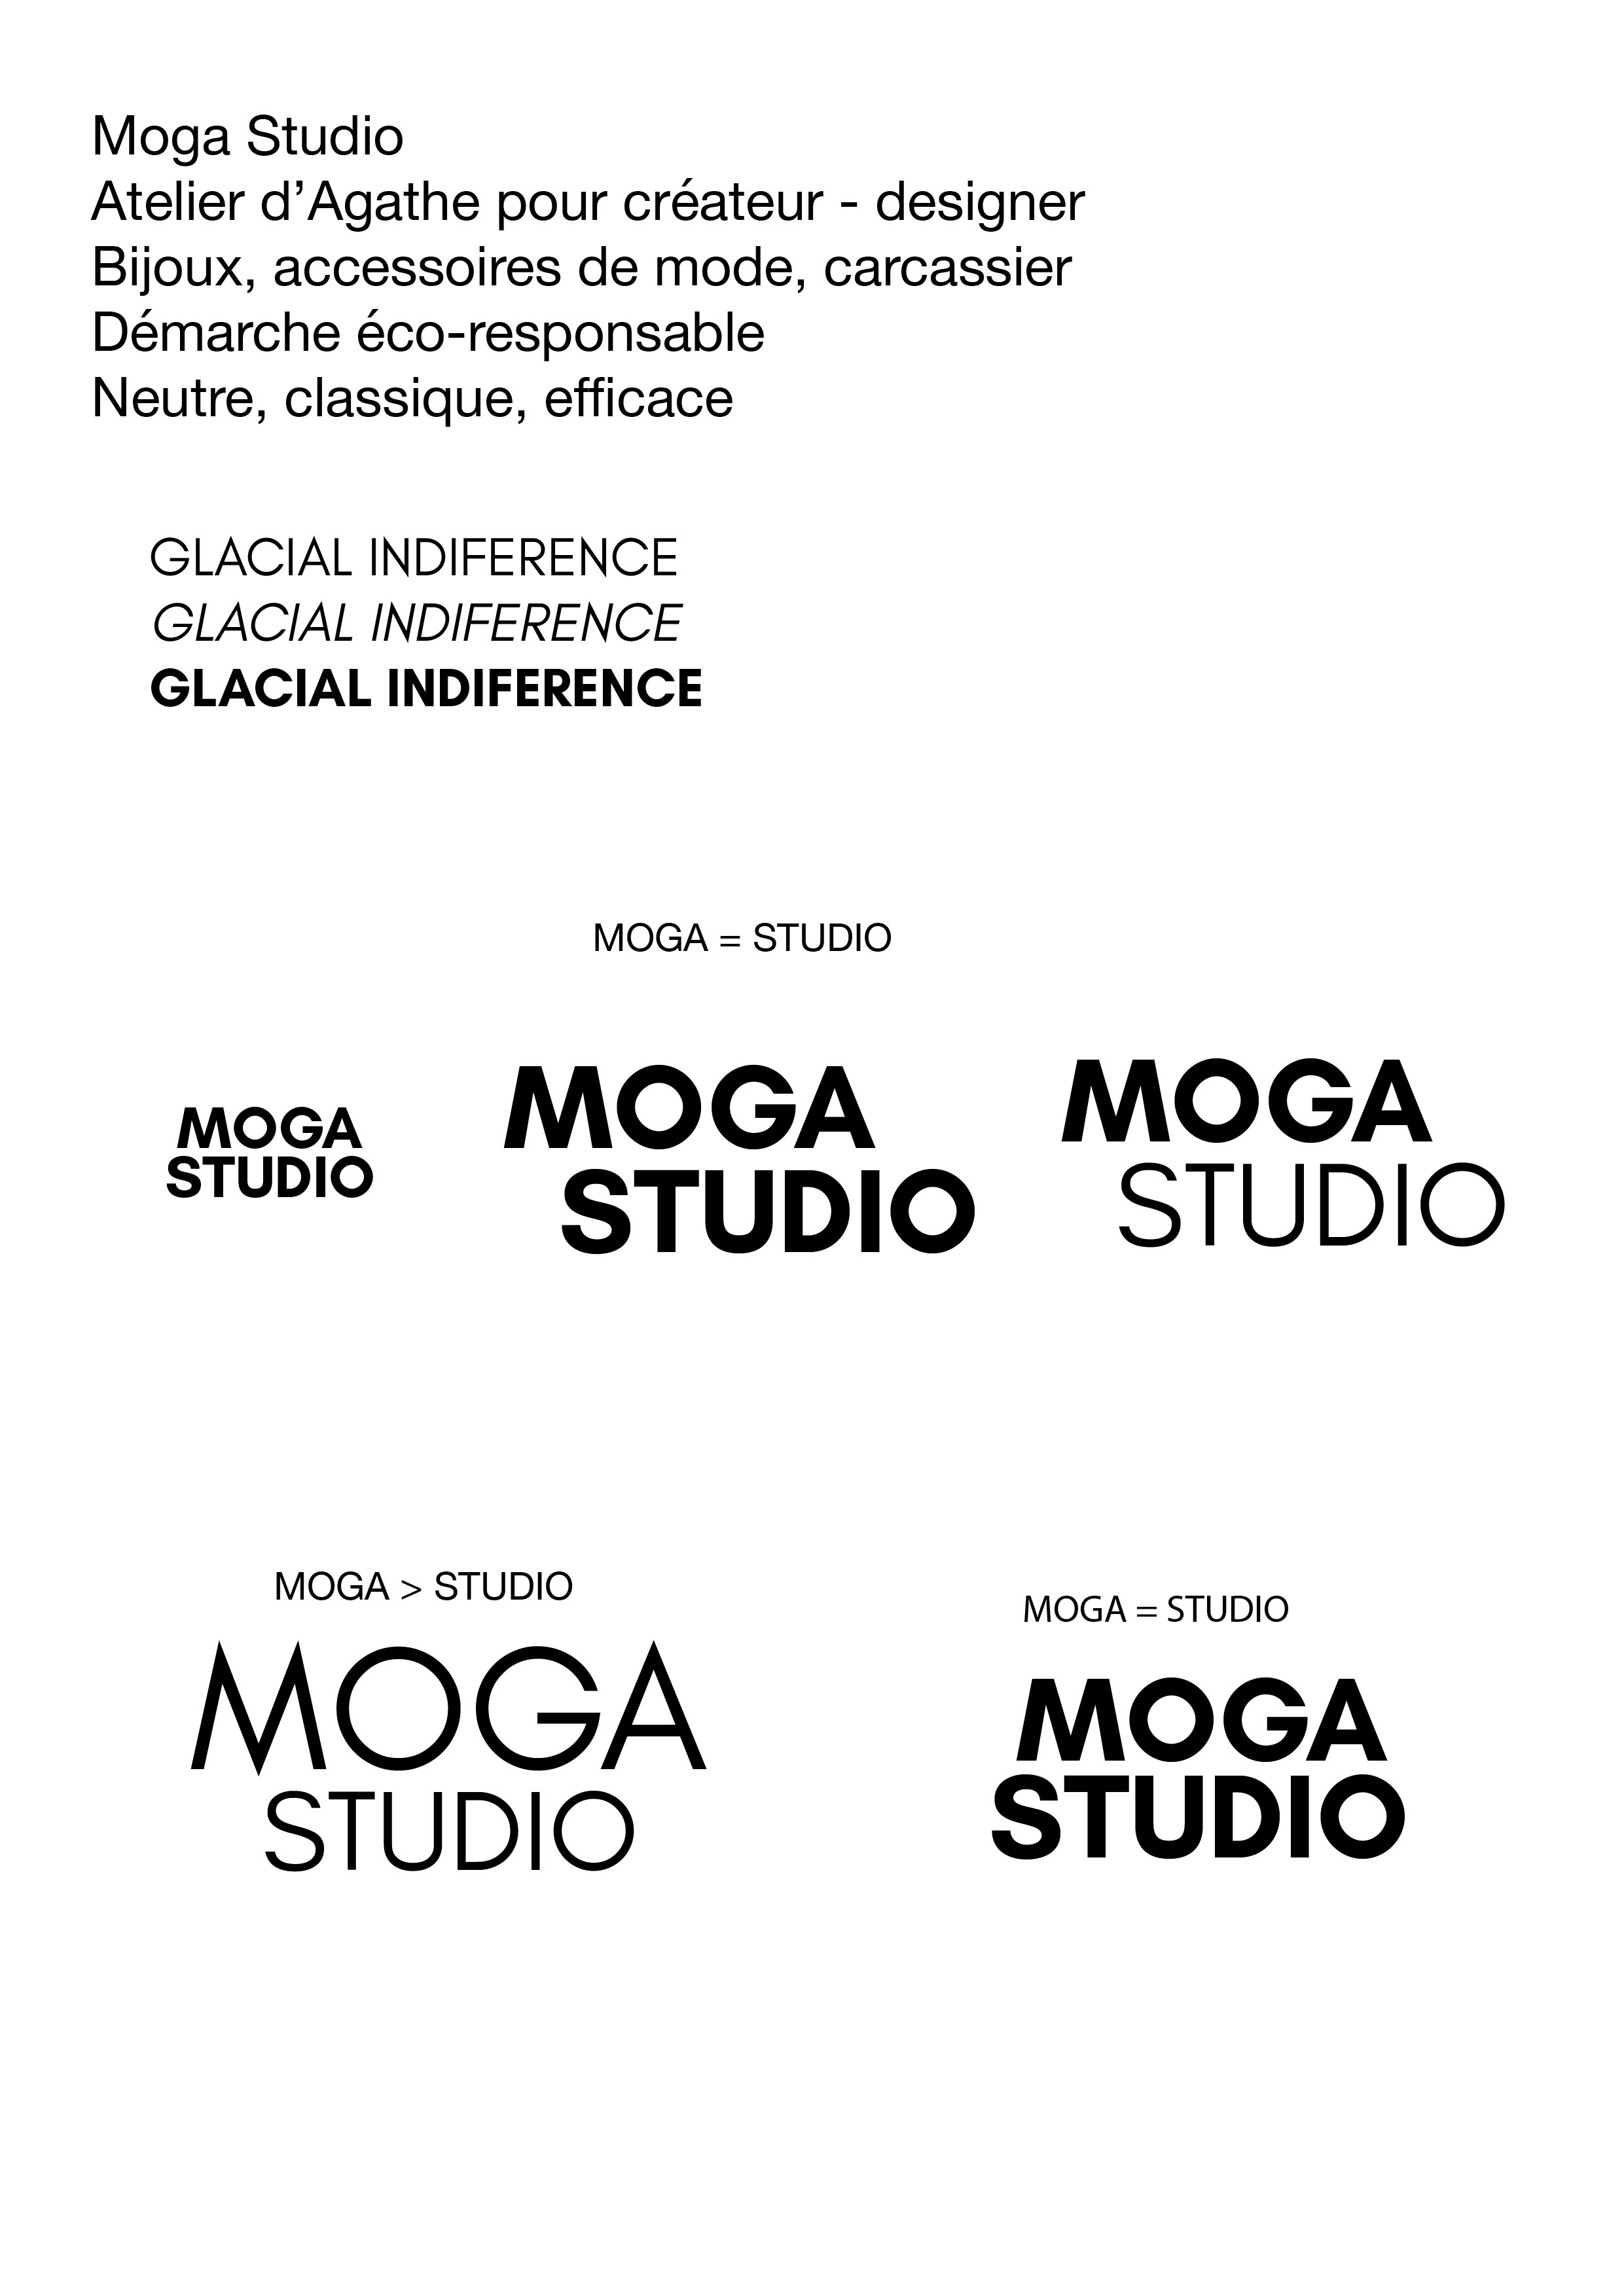 Moga Studio
Atelier d’Agathe pour créateur - designer
Bijoux, accessoires de mode, carcassier
Démarche éco-responsable
Neutre, classique, efficace
GLACIAL INDIFERENCE
GLACIAL INDIFERENCE
GLACIAL INDIFERENCE
MOGA = STUDIO
MOGA
STUDIO
MOGA
STUDIO
MOGA
STUDIO
MOGA > STUDIO
MOGA
STUDIO
MOGA = STUDIO
MOGA
STUDIO